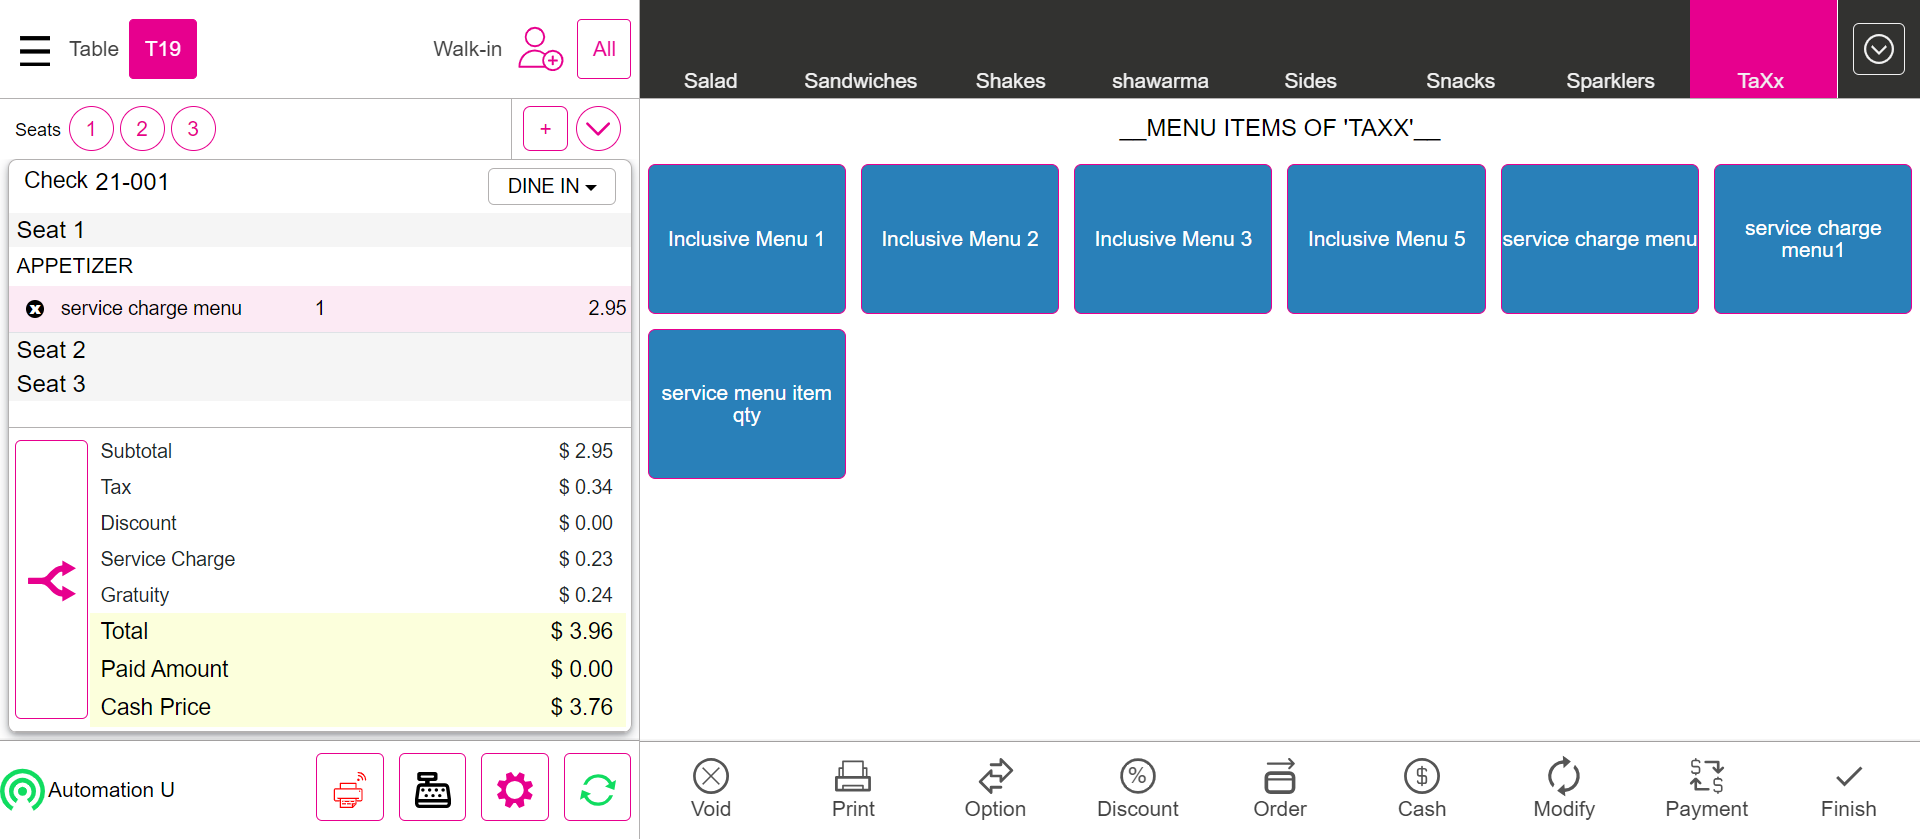 Table T19 Walk-in All
Salad Sandwiches Shakes shawarma Sides Snacks Sparklers TaXx
Seats 1 2 3 +
Check 21-001 DINE IN
Seat 1
APPETIZER
service charge menu 1 2.95
Seat 2
Seat 3
Subtotal $ 2.95
Tax $ 0.34
Discount $ 0.00
Service Charge $ 0.23
Gratuity $ 0.24
Total $ 3.96
Paid Amount $ 0.00
Cash Price $ 3.76
Automation U
__MENU ITEMS OF 'TAXX'__
Inclusive Menu 1
Inclusive Menu 2
Inclusive Menu 3
Inclusive Menu 5
service charge menu
service charge
menu1
service menu item
qty
Void Print Option Discount Order Cash Modify Payment Finish